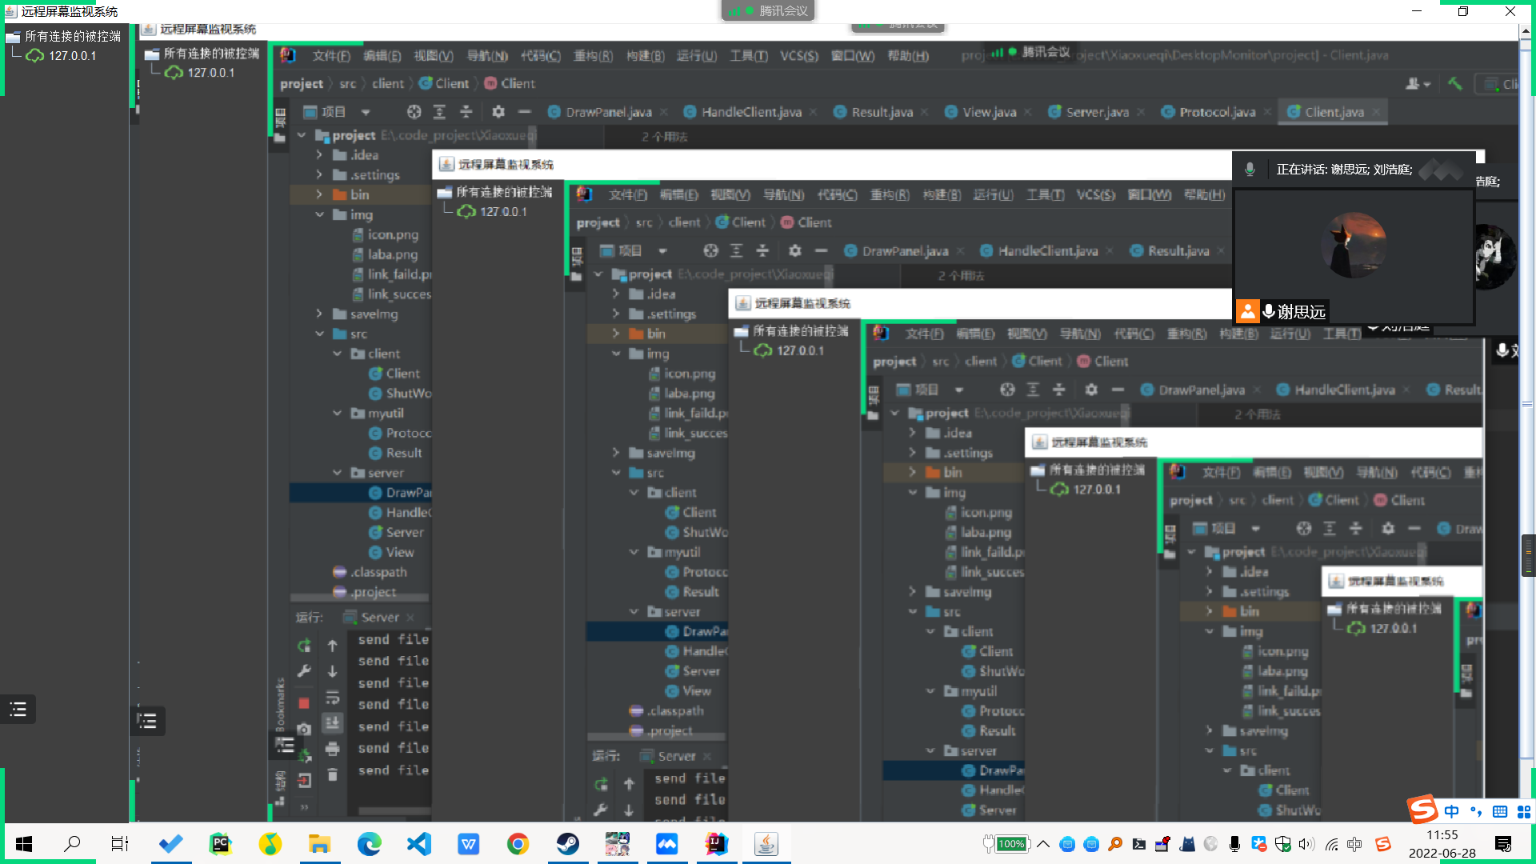 远程屏幕监视系统
腾讯会议
所有连接的被控端
127.0.0.1
远程屏幕监视系统
所有连接的被控端
127.0.0.1
文件(F) 编辑(E) 视图(V) 导航(N) 代码(C) 重构(R) 构建(B) 运行(U) 工具(T) VCS(S) 窗口(W) 帮助(H)
腾讯会议
project › src › client › Client › Client
项目
DrawPanel.java
HandleClient.java
Result.java
View.java
Server.java
Protocol.java
Client.java
project
2 个用法
.idea
.settings
bin
img
icon.png
laba.png
link_faild.pr
link_succes
saveImg
src
client
Client
ShutWo
myutil
Protoco
Result
server
DrawPa
Handle
Server
View
.classpath
.project
运行:
Server
send file
send file
send file
send file
send file
send file
send file
Bookmarks
结构
远程屏幕监视系统
所有连接的被控端
127.0.0.1
文件(F) 编辑(E) 视图(V) 导航(N) 代码(C) 重构(R) 构建(B) 运行(U) 工具(T) VCS(S) 窗口(W) 帮助(H)
project › src › client › Client › Client
项目
DrawPanel.java
HandleClient.java
Result.java
project
2 个用法
.idea
.settings
bin
img
icon.png
laba.png
link_faild.p
link_succes
saveImg
src
client
Client
ShutWo
myutil
Protoco
Result
server
DrawPa
Handle
Server
View
.classpath
.project
运行:
Server
send file
send file
远程屏幕监视系统
所有连接的被控端
127.0.0.1
文件(F) 编辑(E) 视图(V) 导航(N) 代码(C) 重构(R) 构建(B) 运行(U) 工具(T)
project › src › client › Client › Client
项目
DrawPanel.java
HandleClient.java
Result.
project
2 个用法
.idea
.settings
bin
img
icon.png
laba.png
link_faild.p
link_succes
saveImg
src
client
Client
ShutWo
myutil
Protoco
Result
server
DrawPa
Handle
Server
远程屏幕监视系统
所有连接的被控端
127.0.0.1
文件(F) 编辑(E) 视图(V) 导航(N) 代码(C)
project › src › client › Client › Client
项目
Draw
project
.idea
.settings
bin
img
icon.png
laba.png
link_faild.p
link_succes
saveImg
src
client
Client
ShutWo
远程屏幕监视系统
所有连接的被控端
127.0.0.1
正在讲话: 谢思远; 刘浩庭;
浩庭;
谢思远
中
100%
中
11:55
2022-06-28